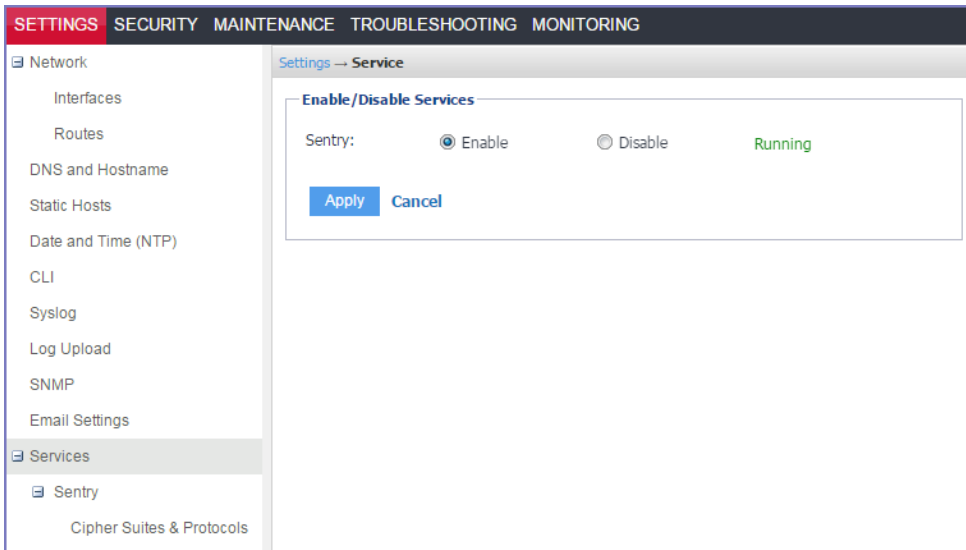 SETTINGS SECURITY MAINTENANCE TROUBLESHOOTING MONITORING
Network
Interfaces
Routes
DNS and Hostname
Static Hosts
Date and Time (NTP)
CLI
Syslog
Log Upload
SNMP
Email Settings
Services
Sentry
Cipher Suites & Protocols
Settings → Service
Enable/Disable Services
Sentry: Enable Disable Running
Apply Cancel